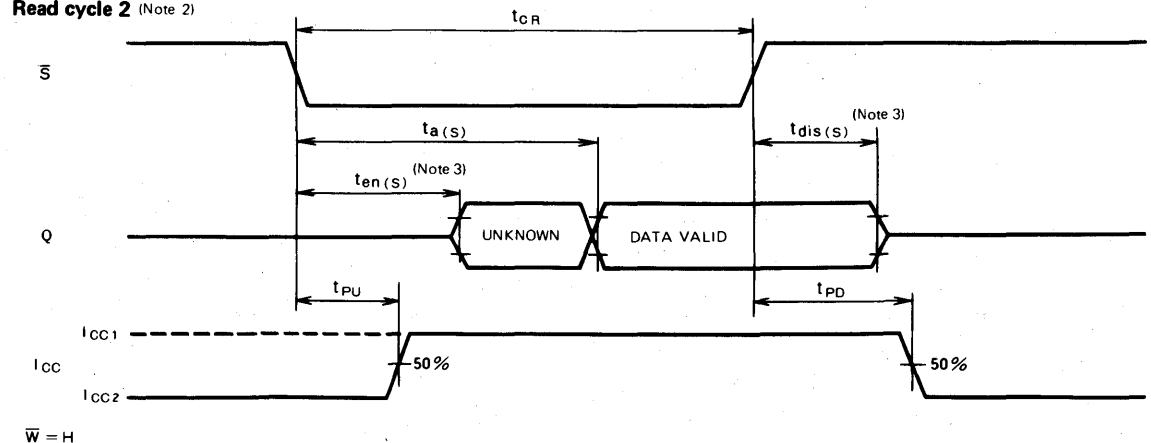 Read cycle 2 (Note 2)
tCR
S̅
ta(S)
tdis(S)
(Note 3)
ten(S)
(Note 3)
Q
UNKNOWN
DATA VALID
tPU
tPD
ICC1
ICC
50%
50%
ICC2
W̅ = H